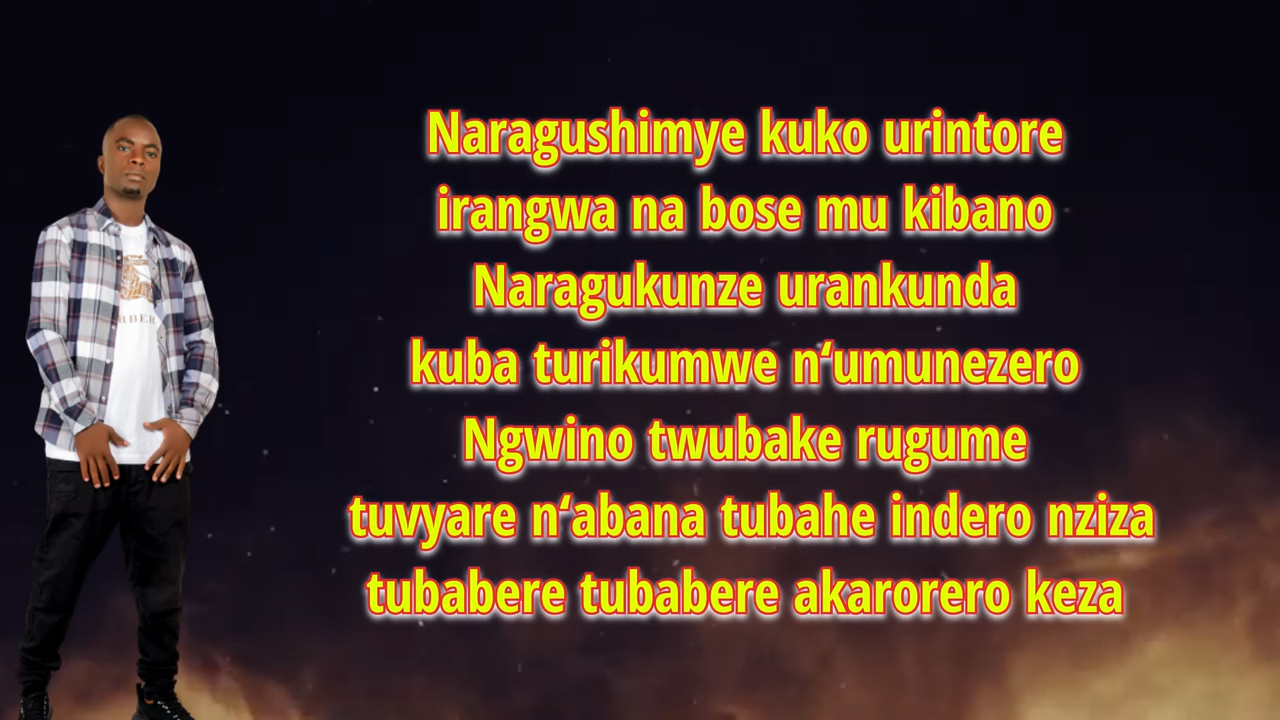 Naragushimye kuko urintore
irangwa na bose mu kibano
Naragukunze urankunda
kuba turikumwe n‘umunezero
Ngwino twubake rugume
tuvyare n‘abana tubahe indero nziza
tubabere tubabere akarorero keza